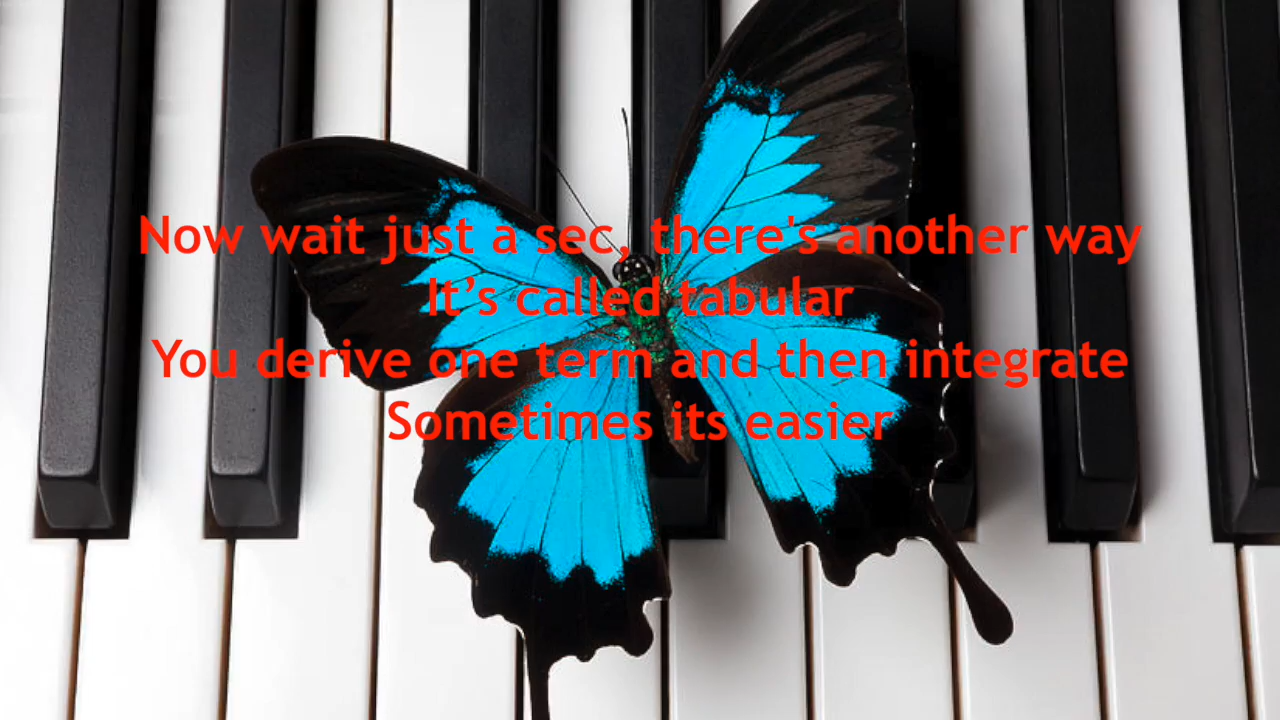 Now wait just a sec, there's another way
It’s called tabular
You derive one term and then integrate
Sometimes its easier